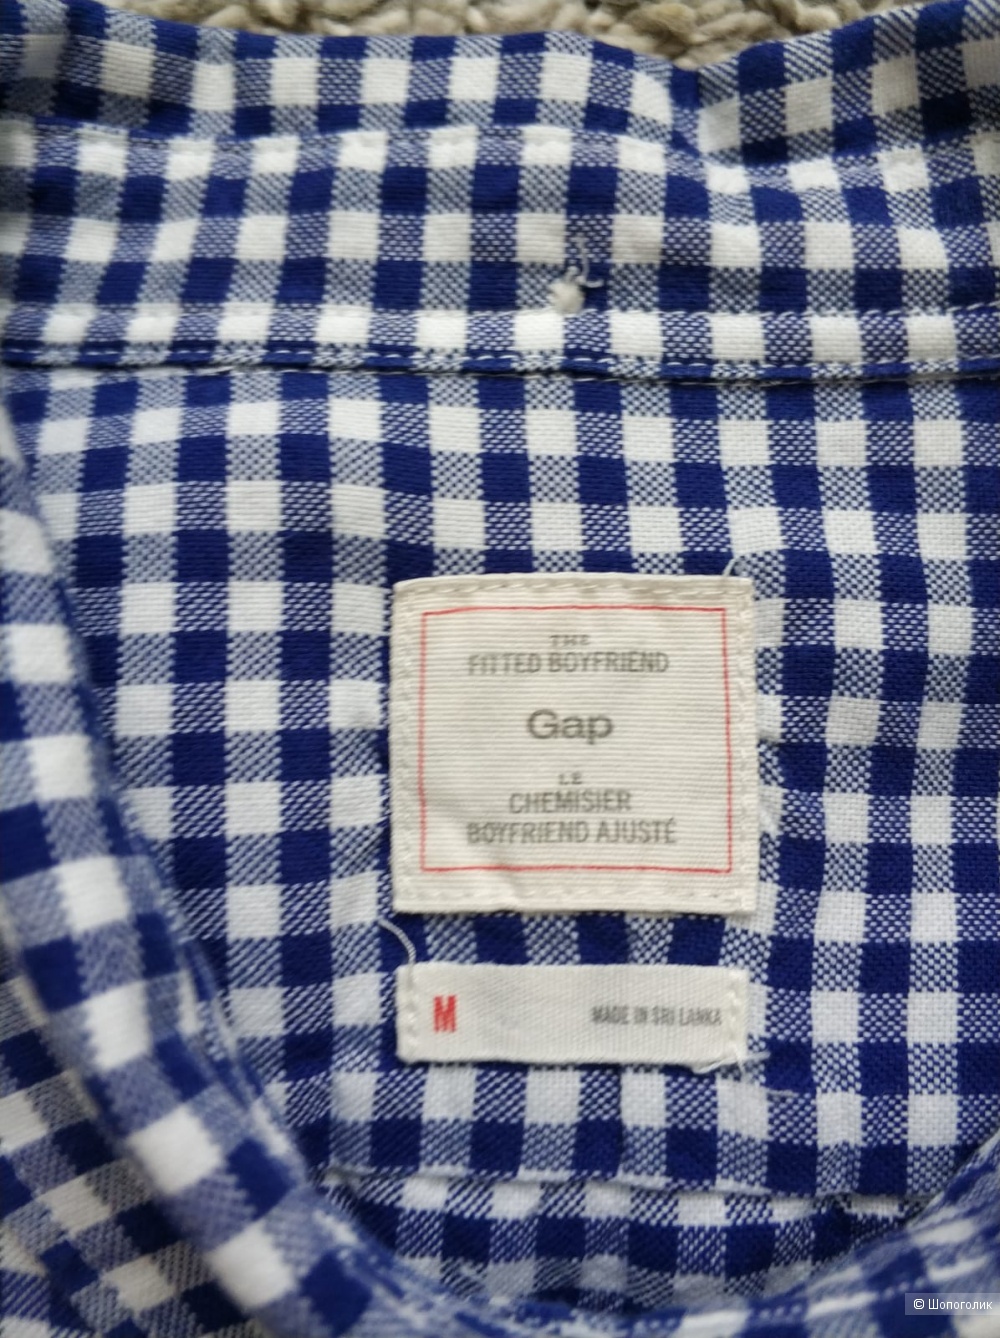 THE
FITTED BOYFRIEND
Gap
LE
CHEMISIER
BOYFRIEND AJUSTÉ
M
MADE IN SRI LANKA
© Шопоголик